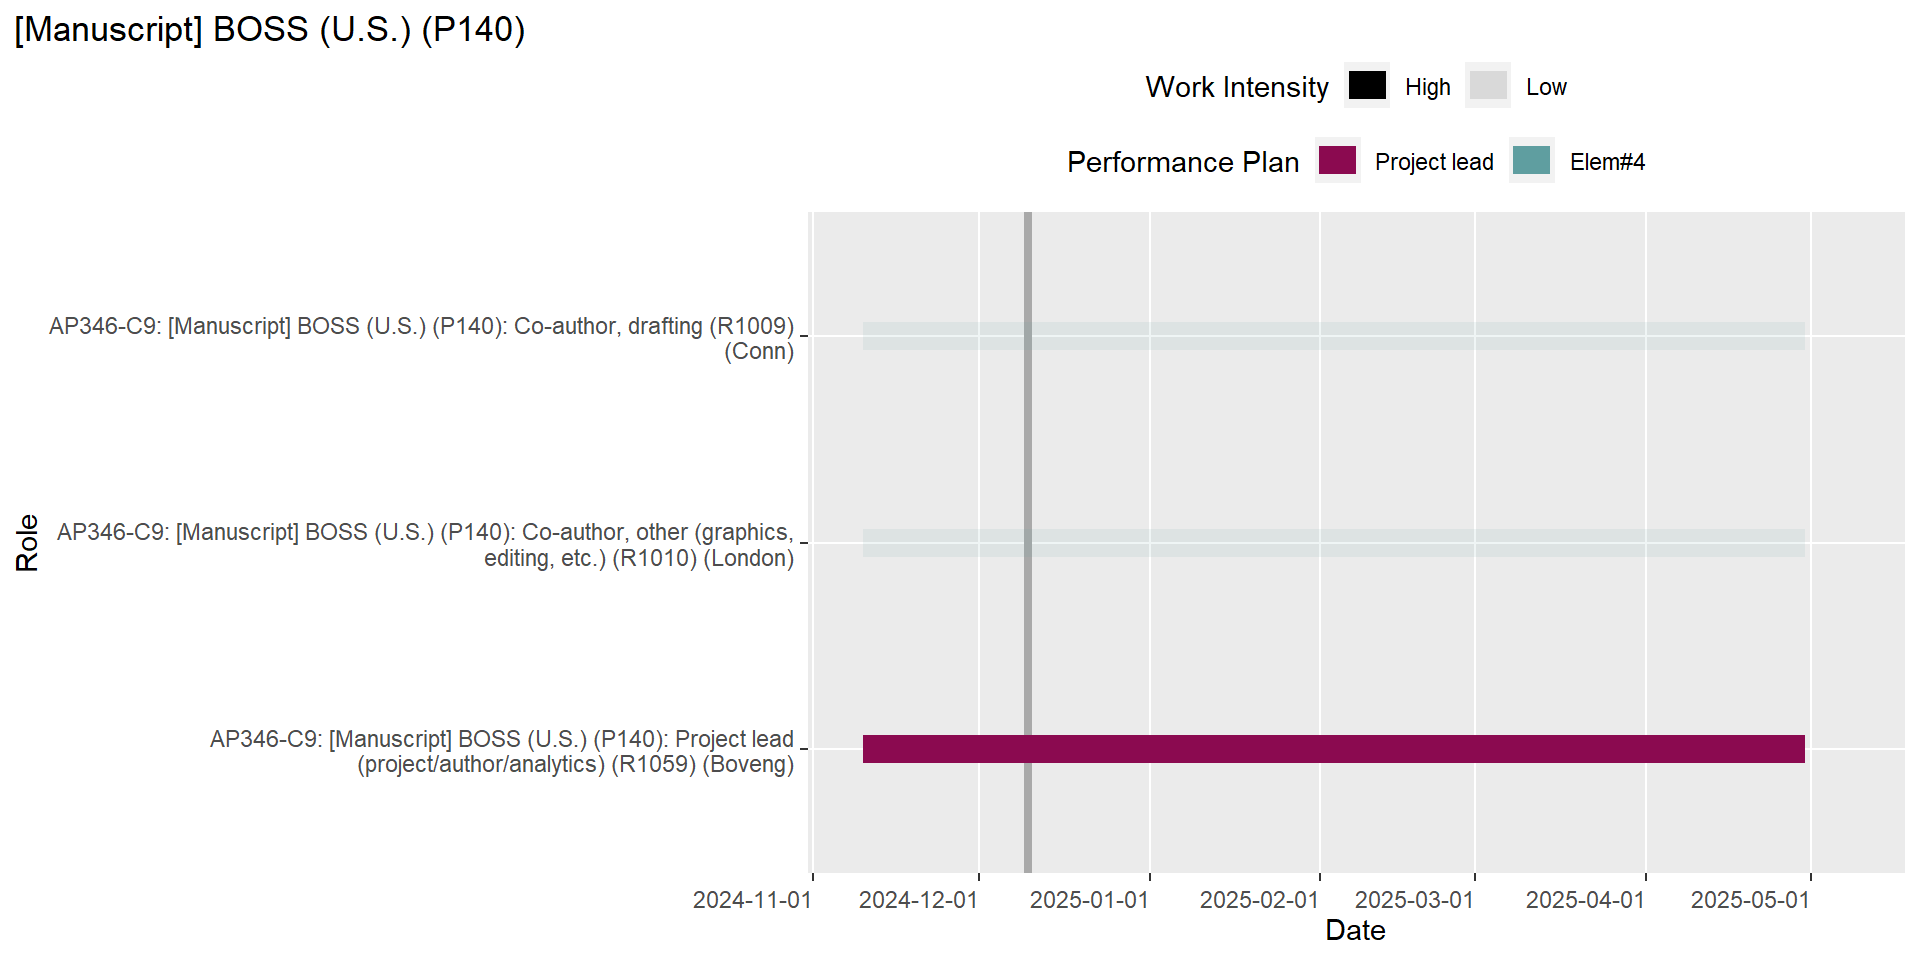 [Manuscript] BOSS (U.S.) (P140)
Work Intensity High Low
Performance Plan Project lead Elem#4
AP346-C9: [Manuscript] BOSS (U.S.) (P140): Co-author, drafting (R1009)
(Conn)
AP346-C9: [Manuscript] BOSS (U.S.) (P140): Co-author, other (graphics,
editing, etc.) (R1010) (London)
AP346-C9: [Manuscript] BOSS (U.S.) (P140): Project lead
(project/author/analytics) (R1059) (Boveng)
Role
2024-11-01 2024-12-01 2025-01-01 2025-02-01 2025-03-01 2025-04-01 2025-05-01
Date